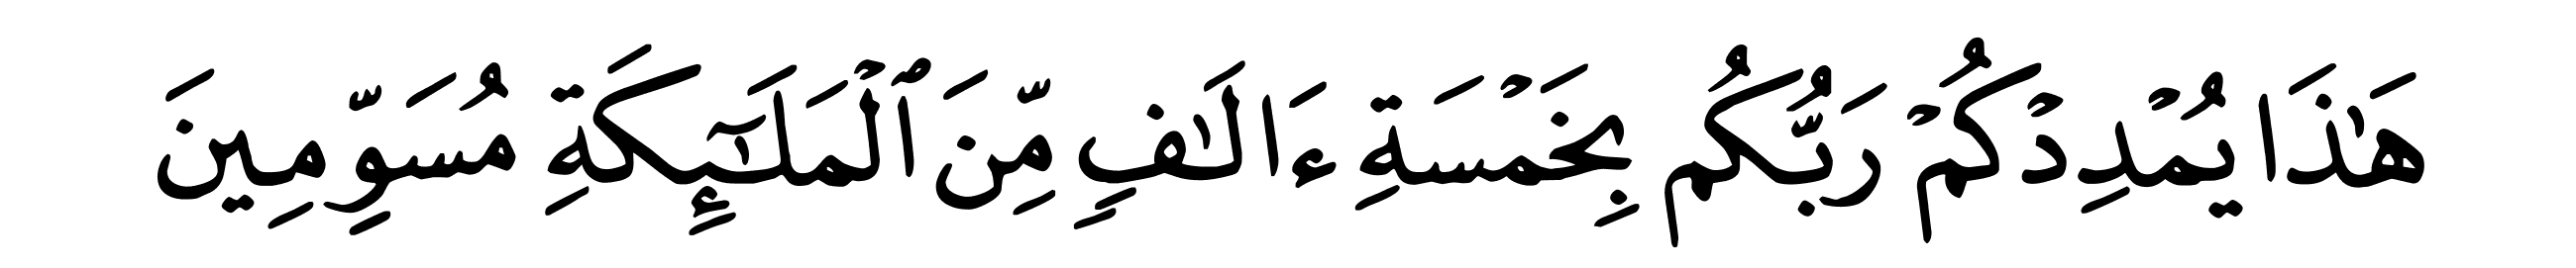 هَٰذَا يُمْدِدْكُمْ رَبُّكُم بِخَمْسَةِ ءَالَٰفٍ مِّنَ ٱلْمَلَٰٓئِكَةِ مُسَوِّمِينَ